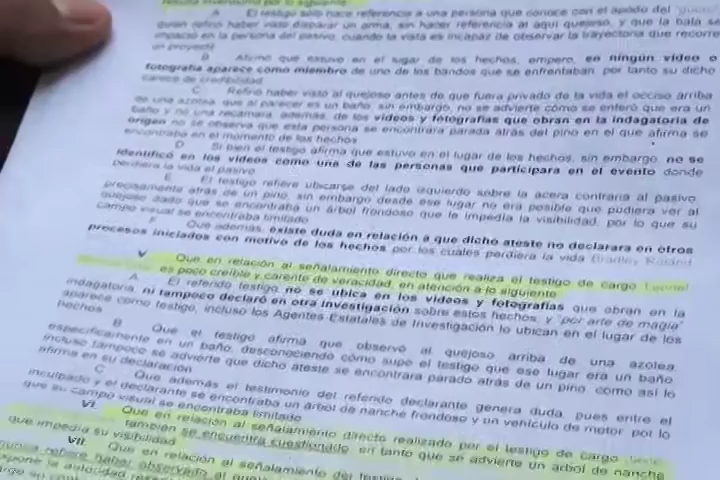 A El testigo sólo hace referencia a una persona que conoce con el apodo del
quien refirió haber visto disparar un arma, sin hacer referencia al aquí quejoso, y que la bala se
impactó en la persona del pasivo, cuando la vista es incapaz de observar la trayectoria que recorre
un proyectil
B Afirmó que estuvo en el lugar de los hechos, empero, en ningún video o
fotografía aparece como miembro de uno de los bandos que se enfrentaban, por tanto su dicho
carece de credibilidad
C Refirió haber visto al quejoso antes de que fuera privado de la vida el occiso arriba
de una azotea, que al parecer es un baño, sin embargo, no se advierte cómo se enteró que era un
baño y no una recámara, además, de los videos y fotografías que obran en la indagatoria de
origen no se observa que esta persona se encontrara parada atrás del pino en el que afirma se
encontraba en el momento de los hechos
D Si bien el testigo afirma que estuvo en el lugar de los hechos, sin embargo, no se
identificó en los videos como una de las personas que participara en el evento donde
perdiera la vida el pasivo
E El testigo refiere ubicarse del lado izquierdo sobre la acera contraria al pasivo
precisamente atrás de un pino, sin embargo desde ese lugar no era posible que pudiera ver al
quejoso dado que se encontraba un árbol frondoso que le impedía la visibilidad, por lo que su
campo visual se encontraba limitado
F Que además, existe duda en relación a que dicho ateste no declarara en otros
procesos iniciados con motivo de los hechos por los cuales perdiera la vida
V Que en relación al señalamiento directo que realiza el testigo de cargo
es poco creíble y carente de veracidad, en atención a lo siguiente
A El referido testigo no se ubica en los videos y fotografías que obran en la
indagatoria, ni tampoco declaró en otra investigación sobre estos hechos, y "por arte de magia"
aparece como testigo, incluso los Agentes Estatales de Investigación lo ubican en el lugar de los
hechos
B Que el testigo afirma que observó al quejoso arriba de una azotea
específicamente en un baño, desconociendo cómo supo el testigo que ese lugar era un baño
incluso tampoco se advierte que dicho ateste se encontrara parado atrás de un pino, como así lo
afirma en su declaración
C Que además el testimonio del referido declarante genera duda, pues entre el
inculpado y el declarante se encontraba un árbol de nanche frondoso y un vehículo de motor, por lo
que su campo visual se encontraba limitado
VI Que en relación al señalamiento directo realizado por el testigo de cargo
también se encuentra cuestionado, en tanto que se advierte un árbol de nanche
que impedía su visibilidad
VII Que en relación al señalamiento del testigo
refiere haber observado al